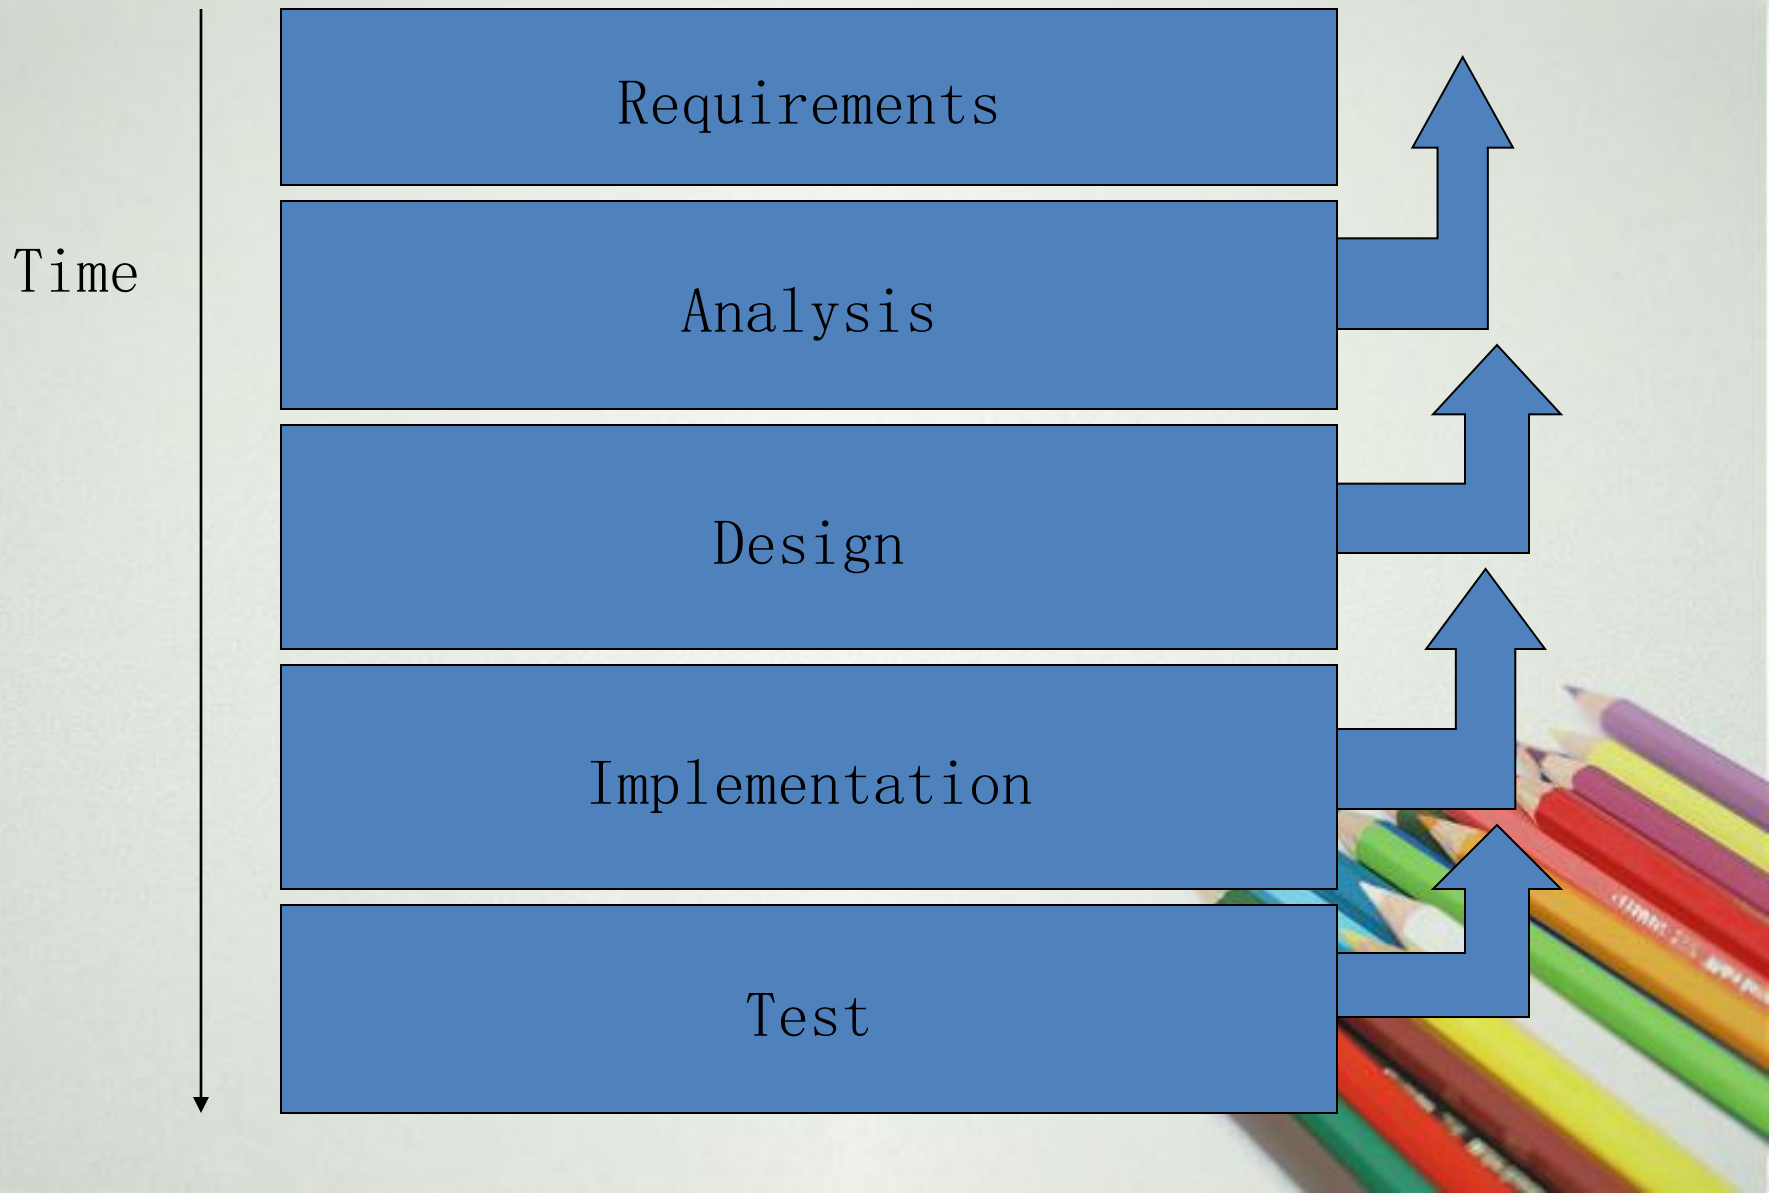 Requirements
Time
Analysis
Design
Implementation
Test